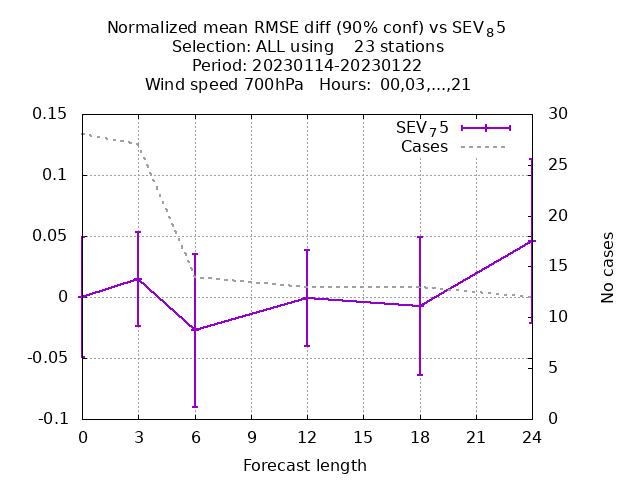 Normalized mean RMSE diff (90% conf) vs SEV₈5
Selection: ALL using    23 stations
Period: 20230114-20230122
Wind speed 700hPa   Hours:  00,03,...,21
SEV₇5
Cases
0.15
0.1
0.05
0
-0.05
-0.1
30
25
20
15
10
5
0
No cases
0 3 6 9 12 15 18 21 24
Forecast length